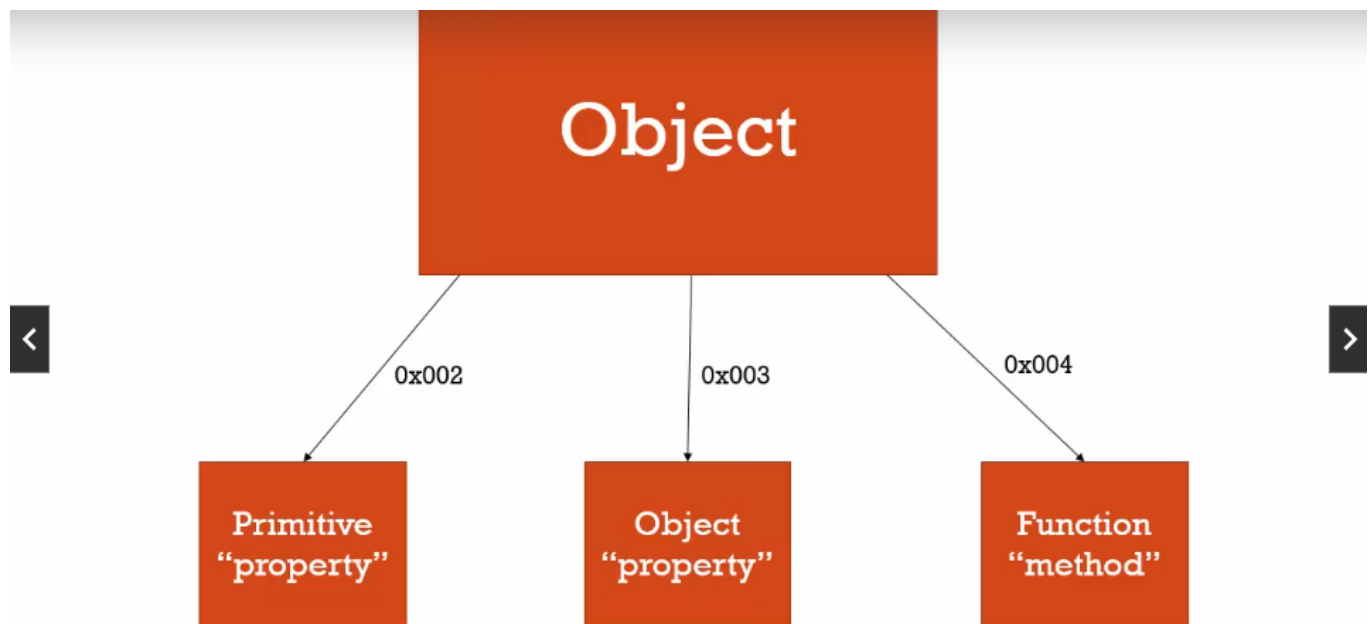 Object
0x002
0x003
0x004
Primitive
“property”
Object
“property”
Function
“method”